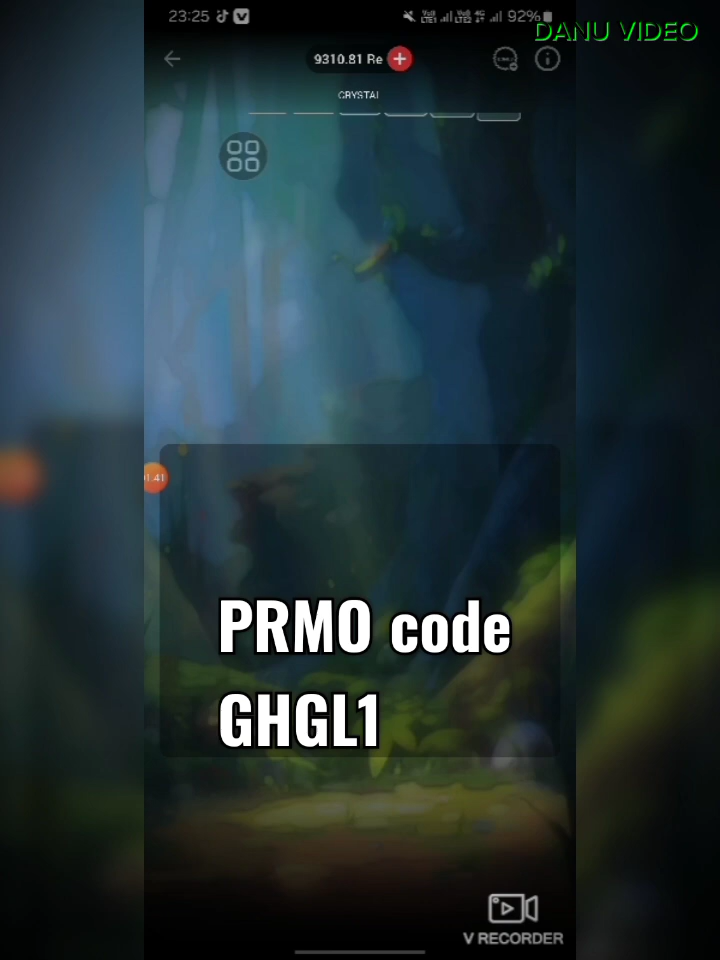 23:25
92%
DANU VIDEO
9310.81 Re
CRYSTAL
PRMO code
GHGL1
V RECORDER